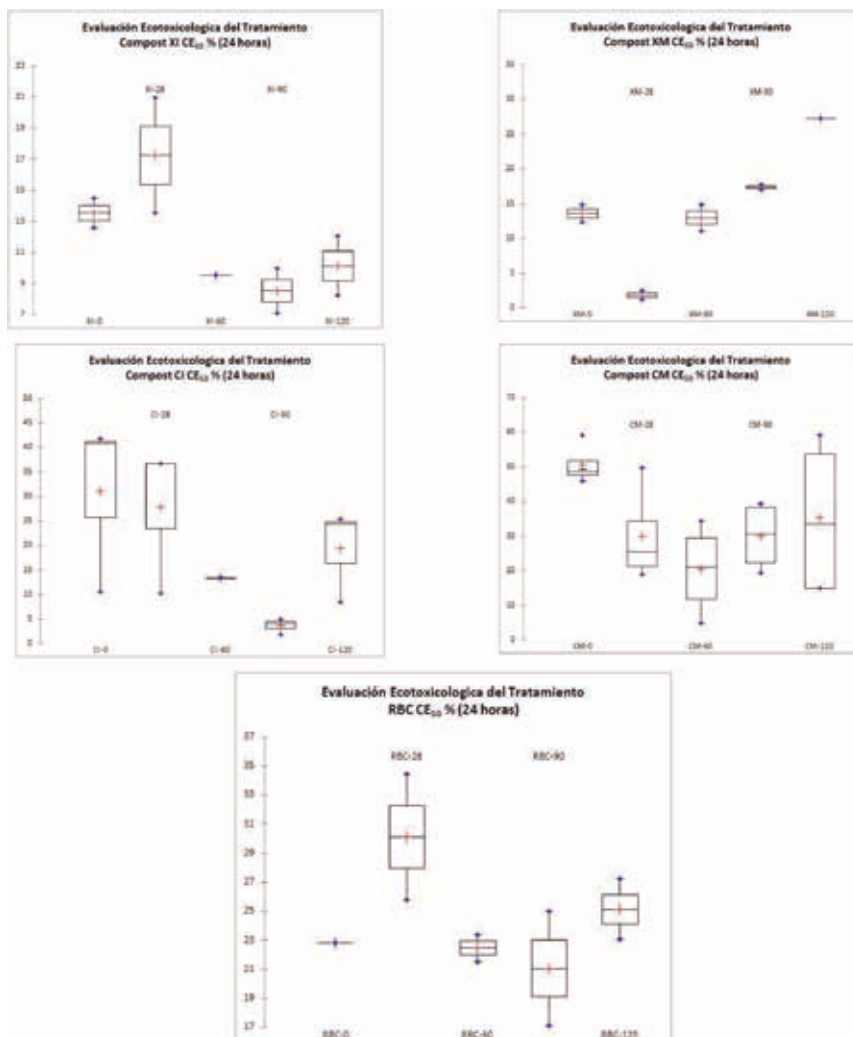 Evaluación Ecotoxicologica del Tratamiento
Compost XI CE₅₀ % (24 horas)
23
21
19
17
15
13
11
9
7
XI-28
XI-90
XI-0
XI-60
XI-120
Evaluación Ecotoxicologica del Tratamiento
Compost XM CE₅₀ % (24 horas)
35
30
25
20
15
10
5
0
XM-28
XM-90
XM-0
XM-60
XM-120
Evaluación Ecotoxicologica del Tratamiento
Compost CI CE₅₀ % (24 horas)
50
45
40
35
30
25
20
15
10
5
0
CI-28
CI-90
CI-0
CI-60
CI-120
Evaluación Ecotoxicologica del Tratamiento
Compost CM CE₅₀ % (24 horas)
70
60
50
40
30
20
10
0
CM-28
CM-90
CM-0
CM-60
CM-120
Evaluación Ecotoxicologica del Tratamiento
RBC CE₅₀ % (24 horas)
37
35
33
31
29
27
25
23
21
19
17
RBC-28
RBC-90
RBC-0
RBC-60
RBC-120